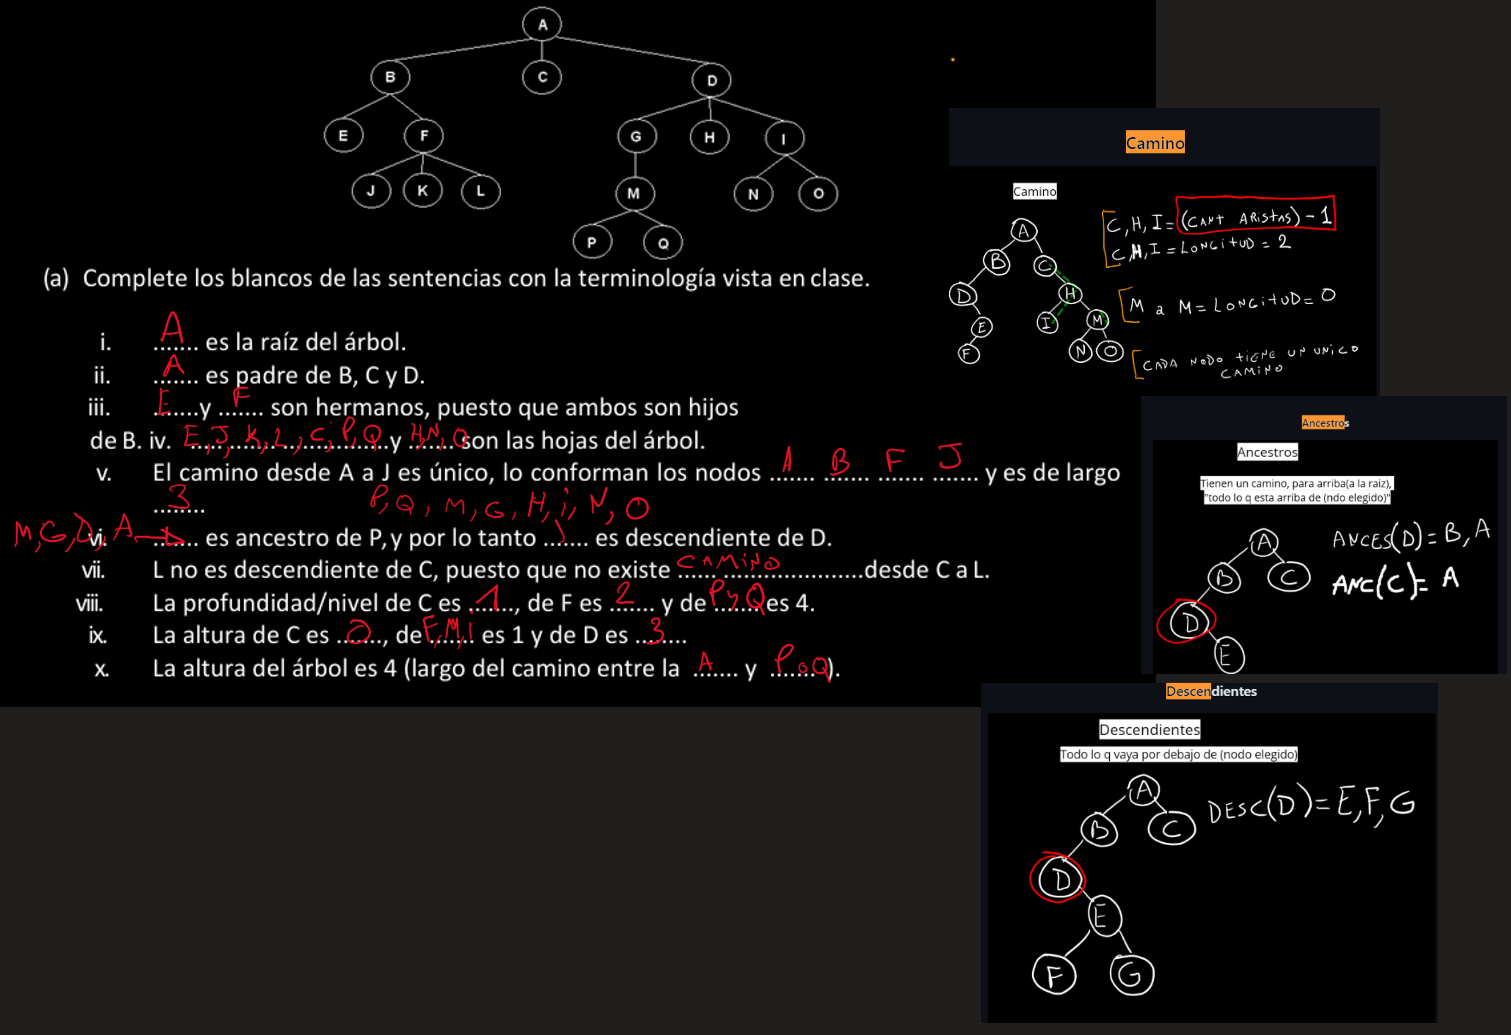 A
B
C
D
E
F
G
H
I
J
K
L
M
N
O
P
Q
(a) Complete los blancos de las sentencias con la terminología vista en clase.
i. A ....... es la raíz del árbol.
ii. A ....... es padre de B, C y D.
iii. E .......y F ....... son hermanos, puesto que ambos son hijos
de B. iv. E, J, K, L, C, P, Q y H, N, O son las hojas del árbol.
v. El camino desde A a J es único, lo conforman los nodos A B F J y es de largo
3
........
P, Q, M, G, H, i, N, O
M, G, D, A
vi. ....... es ancestro de P, y por lo tanto ....... es descendiente de D.
vii. L no es descendiente de C, puesto que no existe CAMiNO desde C a L.
viii. La profundidad/nivel de C es 1, de F es 2 y de P y Q es 4.
ix. La altura de C es 0, de F, M, i es 1 y de D es 3
x. La altura del árbol es 4 (largo del camino entre la A y P o Q).
Camino
Camino
A
B
C
D
H
E
I
M
F
N
O
C, H, I = (CANT ARiStAS) - 1
C, H, I = LONGitUD = 2
M a M = LONGitUD = 0
CADA NODO tiENE UN UNiCO
CAMiNO
Ancestros
Ancestros
Tienen un camino, para arriba(a la raiz),
"todo lo q esta arriba de (ndo elegido)"
A
B
C
D
E
ANCES(D) = B, A
ANC(C) = A
Descendientes
Descendientes
Todo lo q vaya por debajo de (nodo elegido)
A
B
C
D
E
F
G
DESC(D) = E, F, G